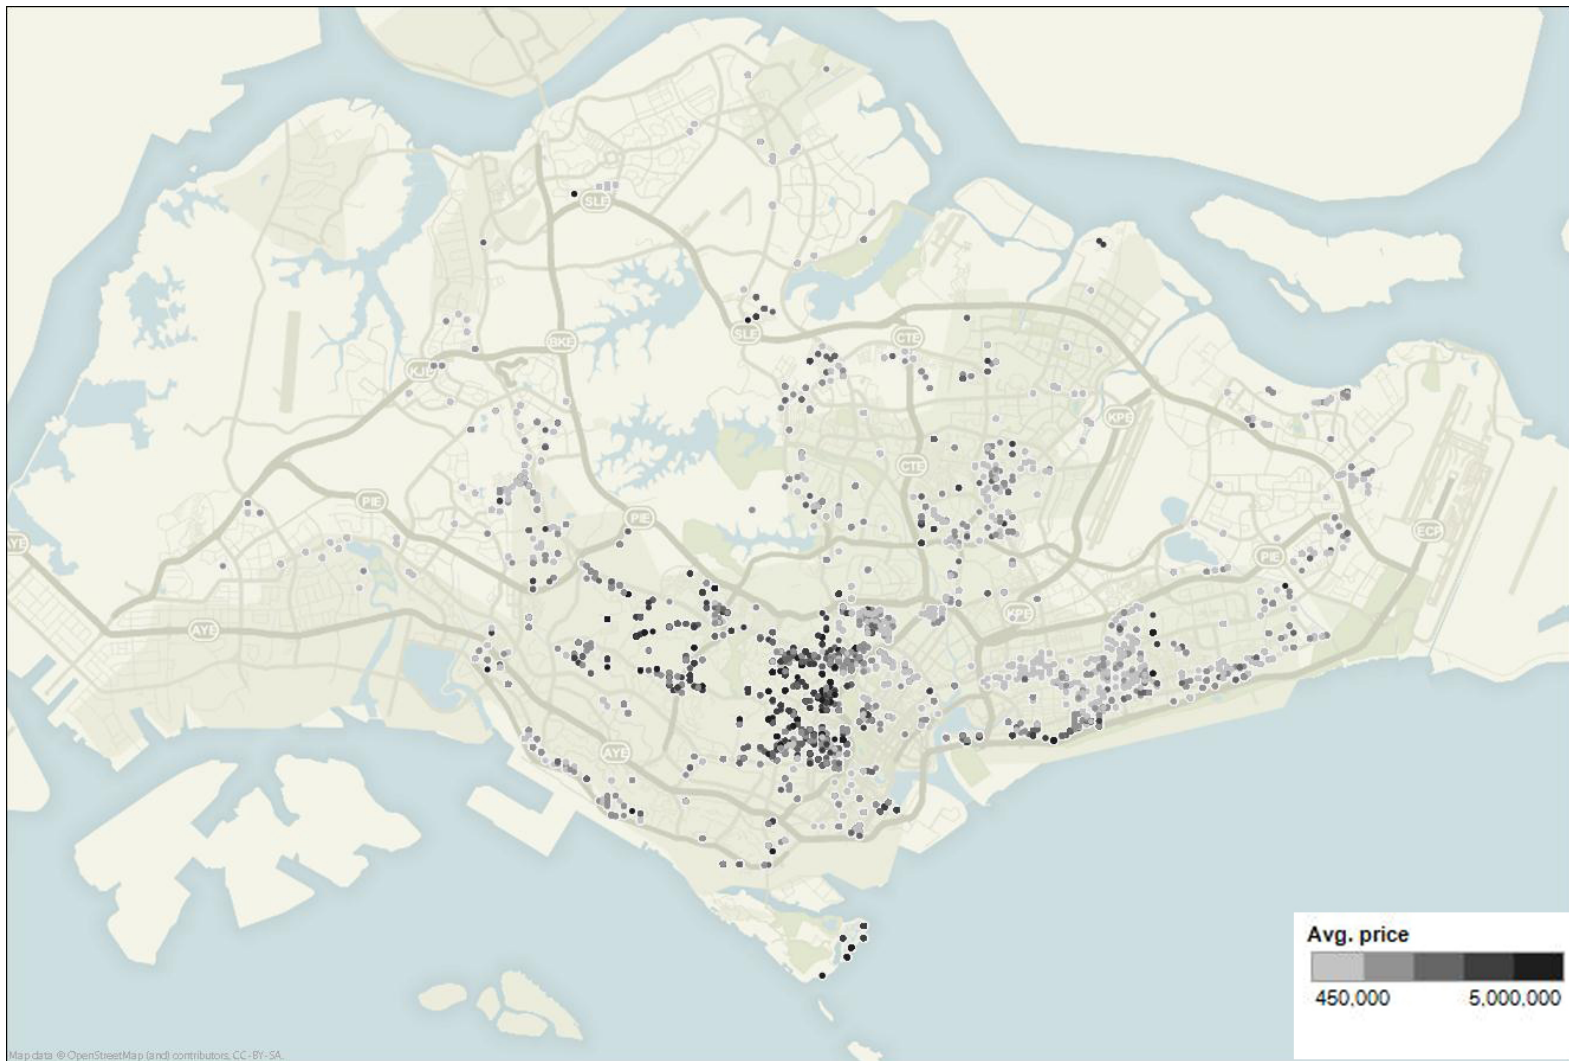 SLE
SLE
CTE
BKE
KJE
KPE
CTE
PIE
PIE
ECP
AYE
PIE
KPE
AYE
AYE
Avg. price
450,000 5,000,000
Map data © OpenStreetMap (and) contributors, CC-BY-SA.